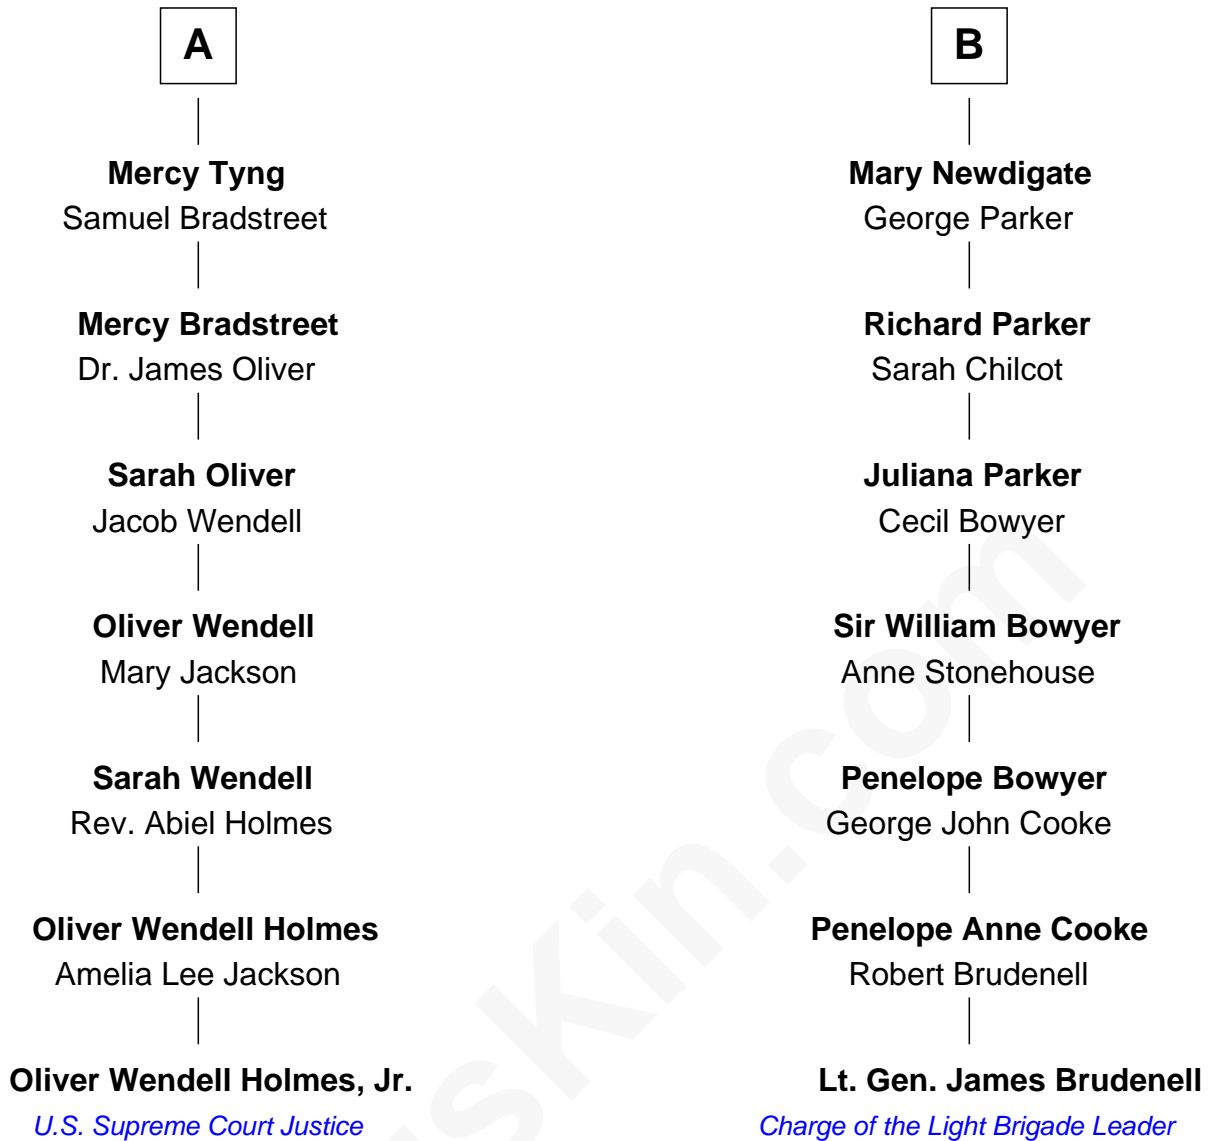 A
B
Mercy Tyng
Samuel Bradstreet
Mary Newdigate
George Parker
Mercy Bradstreet
Dr. James Oliver
Richard Parker
Sarah Chilcot
Sarah Oliver
Jacob Wendell
Juliana Parker
Cecil Bowyer
Oliver Wendell
Mary Jackson
Sir William Bowyer
Anne Stonehouse
Sarah Wendell
Rev. Abiel Holmes
Penelope Bowyer
George John Cooke
Oliver Wendell Holmes
Amelia Lee Jackson
Penelope Anne Cooke
Robert Brudenell
Oliver Wendell Holmes, Jr.
U.S. Supreme Court Justice
Lt. Gen. James Brudenell
Charge of the Light Brigade Leader